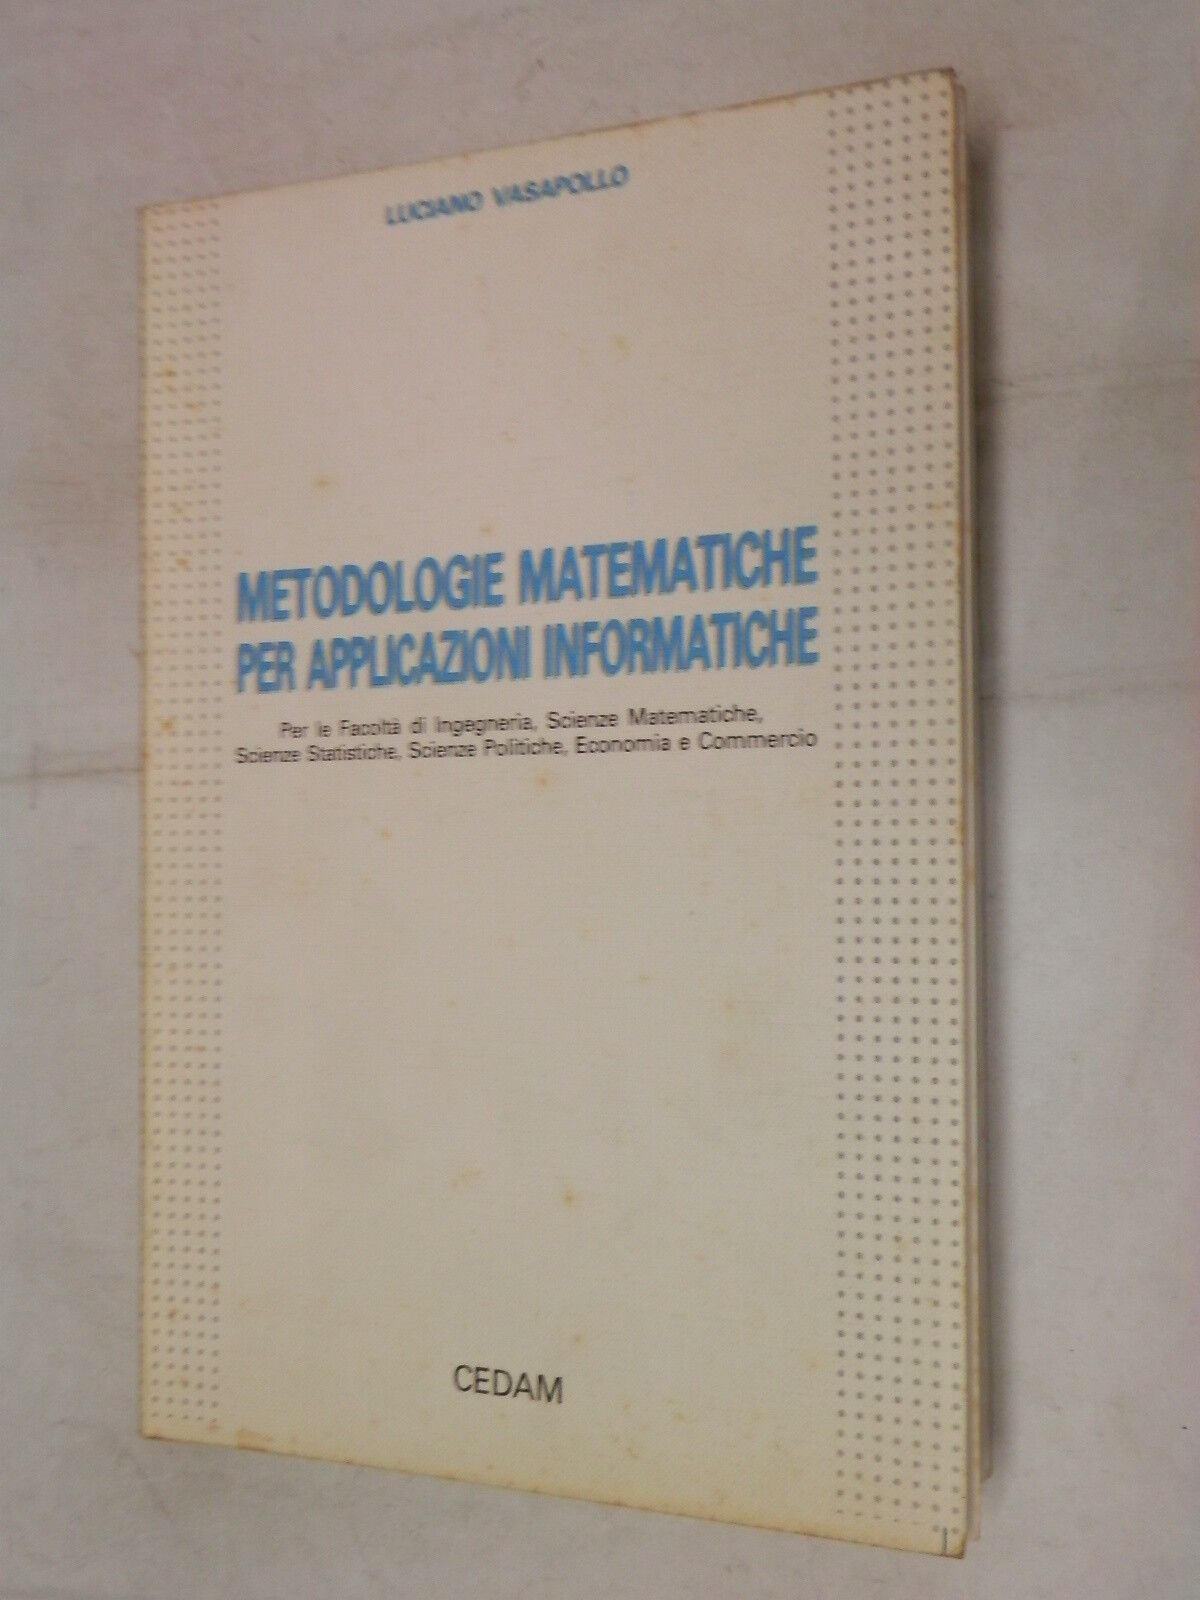 LUCIANO VASAPOLLO
METODOLOGIE MATEMATICHE
PER APPLICAZIONI INFORMATICHE
Per le Facoltà di Ingegneria, Scienze Matematiche,
Scienze Statistiche, Scienze Politiche, Economia e Commercio
CEDAM